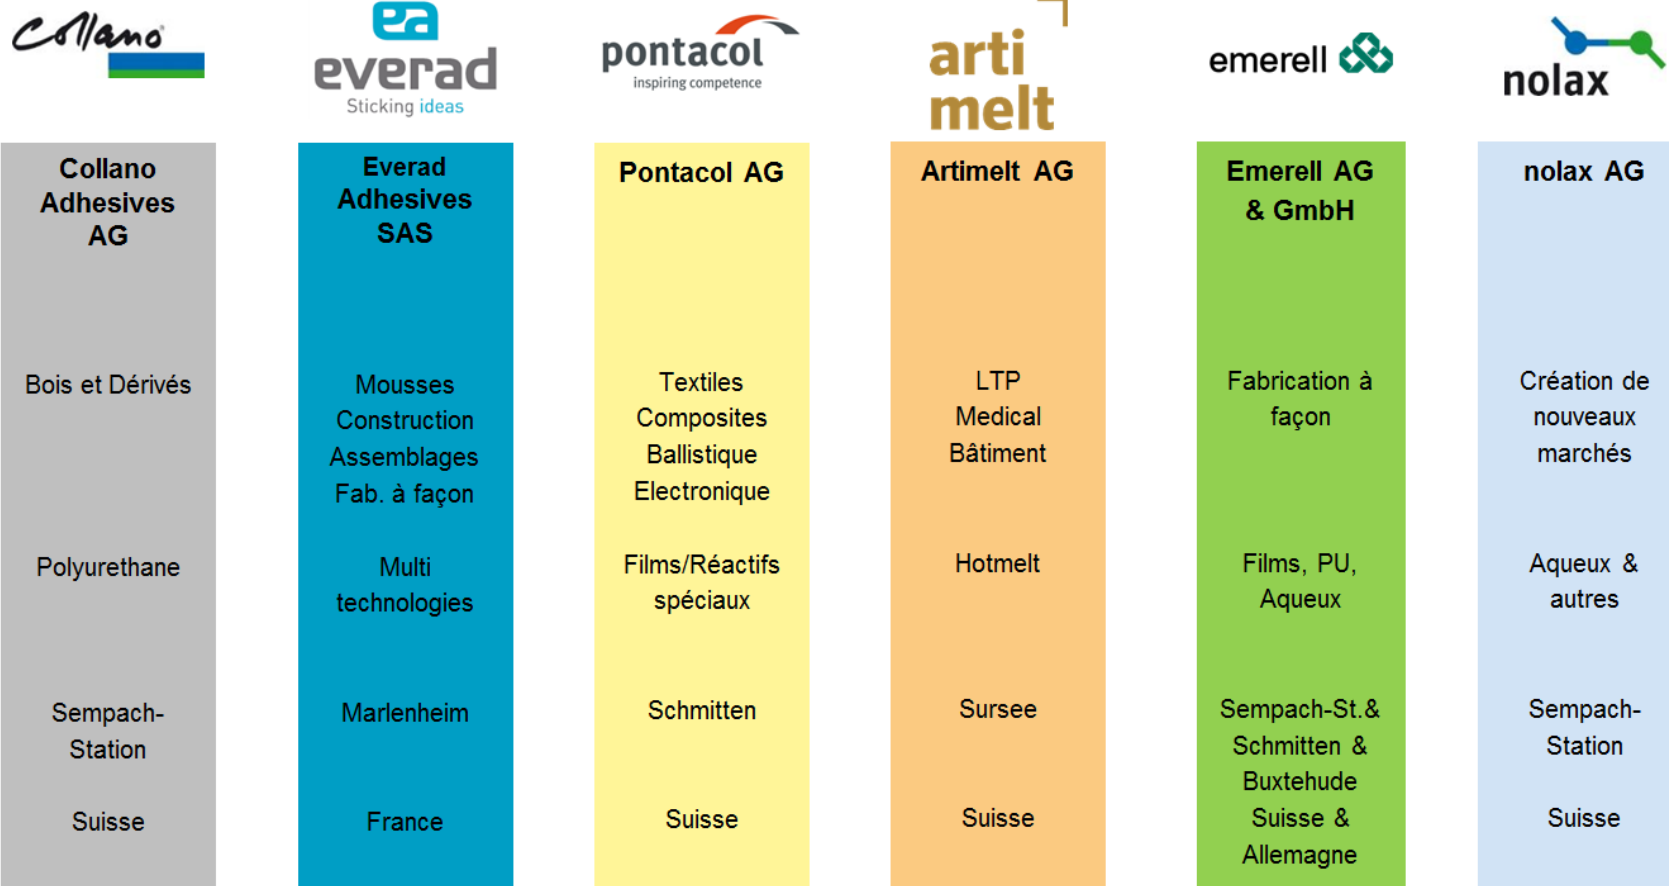 Collano
ea
everad
Sticking ideas
pontacol
inspiring competence
arti
melt
emerell
nolax
Collano
Adhesives
AG
Bois et Dérivés
Polyurethane
Sempach-
Station
Suisse
Everad
Adhesives
SAS
Mousses
Construction
Assemblages
Fab. à façon
Multi
technologies
Marlenheim
France
Pontacol AG
Textiles
Composites
Ballistique
Electronique
Films/Réactifs
spéciaux
Schmitten
Suisse
Artimelt AG
LTP
Medical
Bâtiment
Hotmelt
Sursee
Suisse
Emerell AG
& GmbH
Fabrication à
façon
Films, PU,
Aqueux
Sempach-St.&
Schmitten &
Buxtehude
Suisse &
Allemagne
nolax AG
Création de
nouveaux
marchés
Aqueux &
autres
Sempach-
Station
Suisse